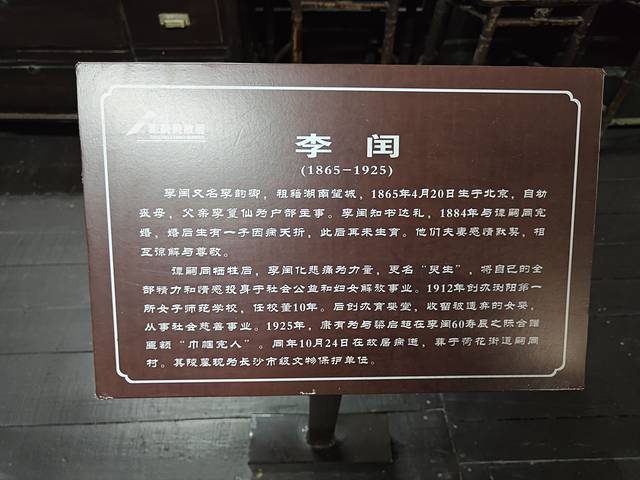 李 闰
(1865-1925)
李闰又名李韵卿，祖籍湖南望城，1865年4月20日生于北京，自幼
丧母，父亲李篁仙为户部主事。李闰知书达礼，1884年与谭嗣同完
婚，婚后生有一子因病夭折，此后再未生育。他们夫妻感情默契，相
互谅解与尊敬。
谭嗣同牺牲后，李闰化悲痛为力量，更名“臾生”，将自己的全
部精力和情感投身于社会公益和妇女解放事业。1912年创办浏阳第一
所女子师范学校，任校董10年。后创办育婴堂，收留被遗弃的女婴，
从事社会慈善事业。1925年，康有为与梁启超在李闰60寿辰之际合赠
匾额“巾帼完人”。同年10月24日在故居病逝，葬于荷花街道嗣同
村。其陵墓现为长沙市级文物保护单位。